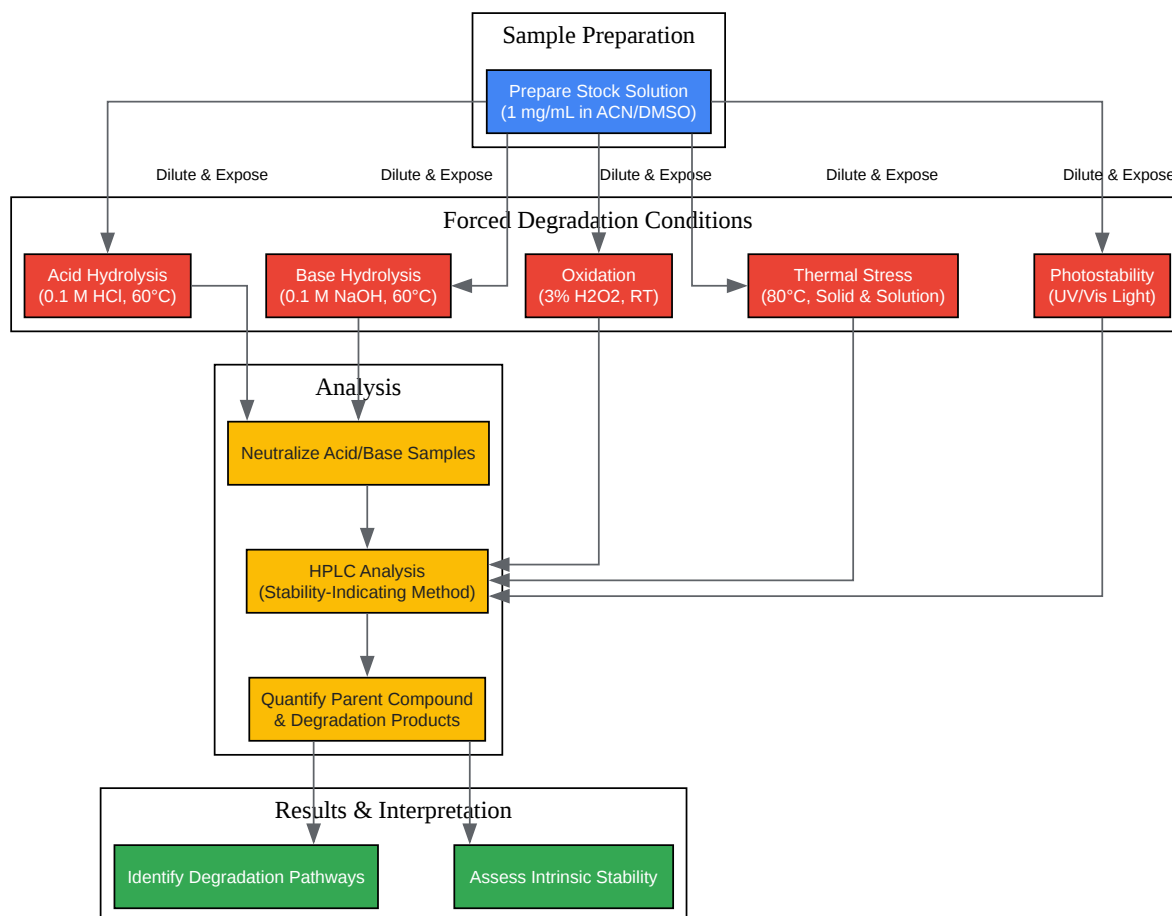 Sample Preparation
Prepare Stock Solution
(1 mg/mL in ACN/DMSO)
Dilute & Expose
Dilute & Expose
Dilute & Expose
Dilute & Expose
Dilute & Expose
Forced Degradation Conditions
Acid Hydrolysis
(0.1 M HCl, 60°C)
Base Hydrolysis
(0.1 M NaOH, 60°C)
Oxidation
(3% H2O2, RT)
Thermal Stress
(80°C, Solid & Solution)
Photostability
(UV/Vis Light)
Analysis
Neutralize Acid/Base Samples
HPLC Analysis
(Stability-Indicating Method)
Quantify Parent Compound
& Degradation Products
Results & Interpretation
Identify Degradation Pathways
Assess Intrinsic Stability